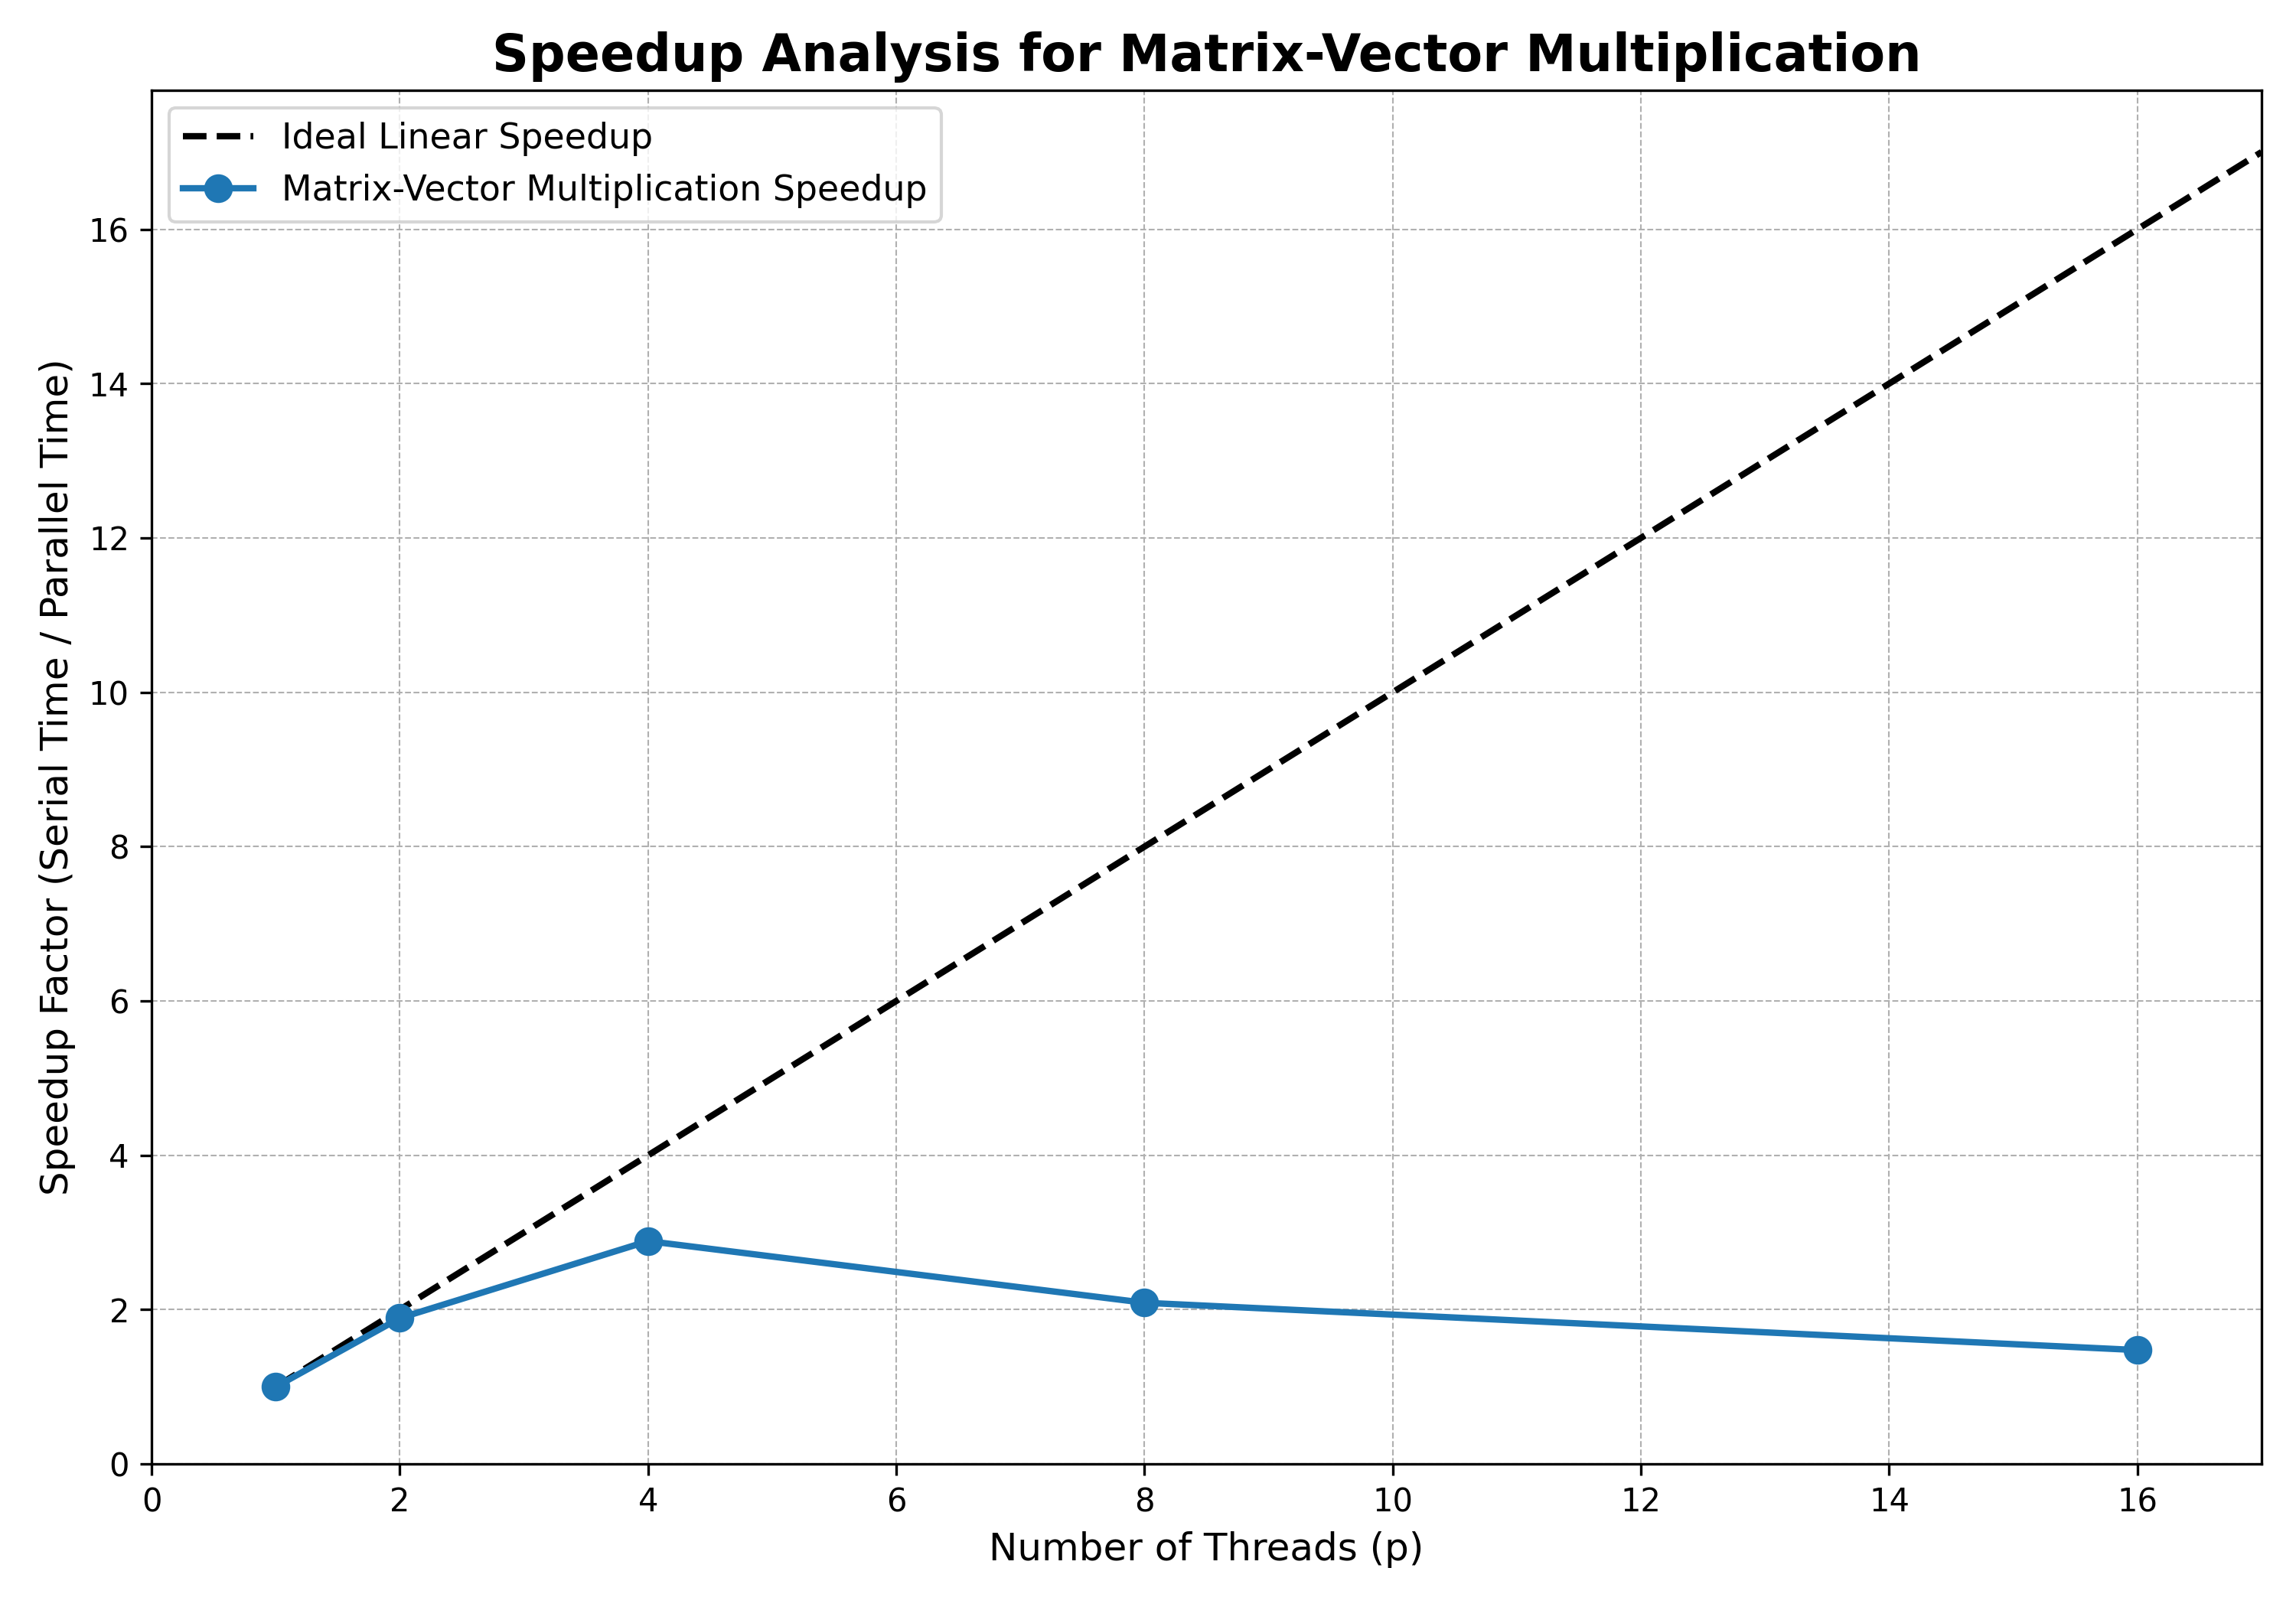 Speedup Analysis for Matrix-Vector Multiplication
Ideal Linear Speedup
Matrix-Vector Multiplication Speedup
Speedup Factor (Serial Time / Parallel Time)
16
14
12
10
8
6
4
2
0
0 2 4 6 8 10 12 14 16
Number of Threads (p)